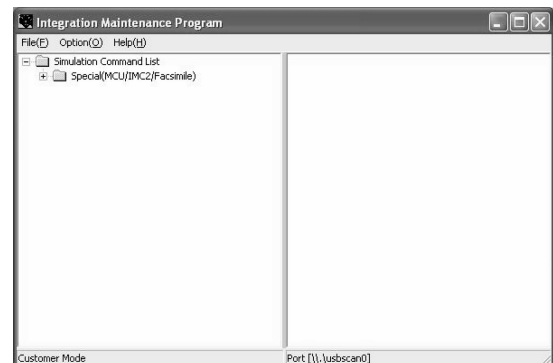 Integration Maintenance Program
File(F) Option(O) Help(H)
Simulation Command List
Special(MCU/IMC2/Facsimile)
Customer Mode
Port [\\.\usbscan0]